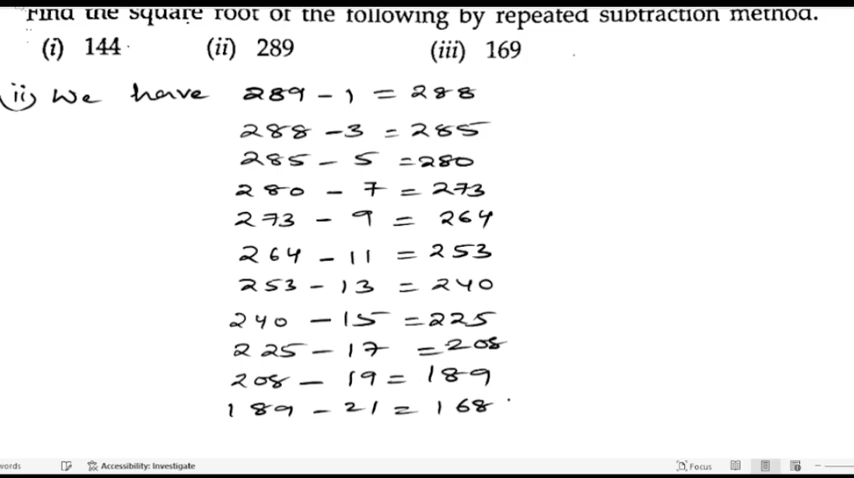 Find the square root of the following by repeated subtraction method.
(i) 144 (ii) 289 (iii) 169
ii) We have 289 - 1 = 288
288 - 3 = 285
285 - 5 = 280
280 - 7 = 273
273 - 9 = 264
264 - 11 = 253
253 - 13 = 240
240 - 15 = 225
225 - 17 = 208
208 - 19 = 189
189 - 21 = 168
words Accessibility: Investigate Focus